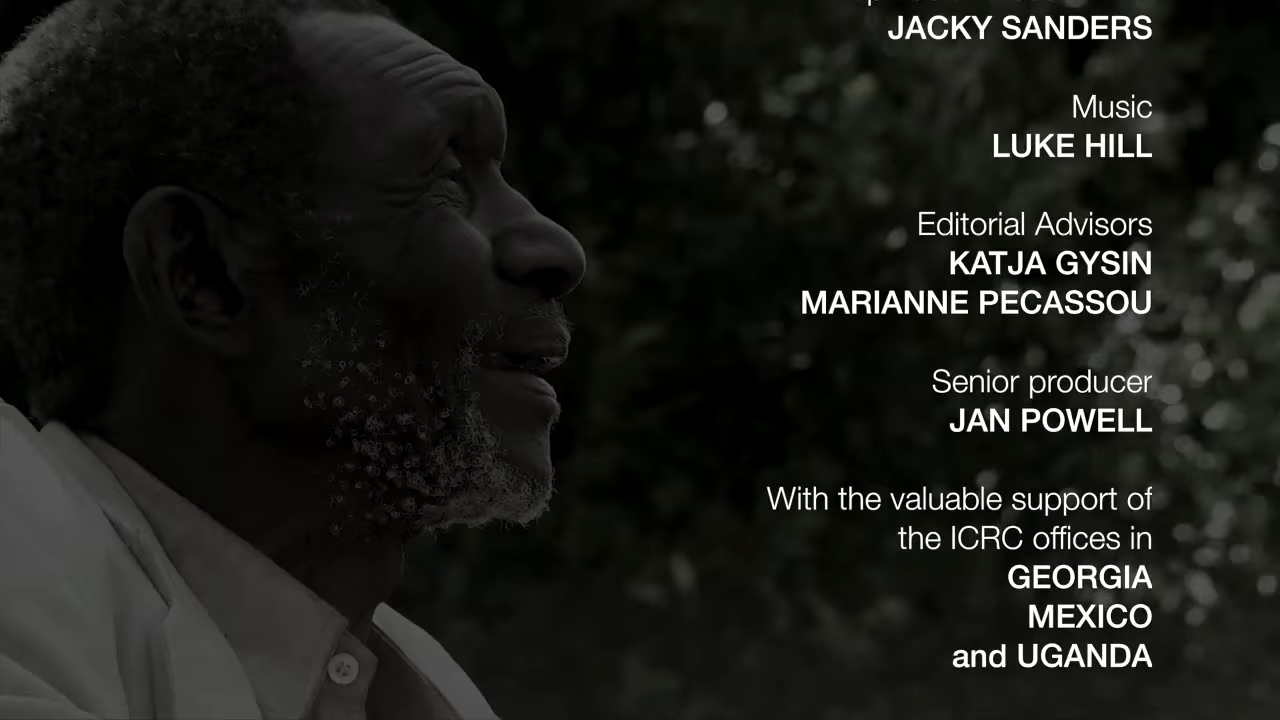 JACKY SANDERS
Music
LUKE HILL
Editorial Advisors
KATJA GYSIN
MARIANNE PECASSOU
Senior producer
JAN POWELL
With the valuable support of
the ICRC offices in
GEORGIA
MEXICO
and UGANDA